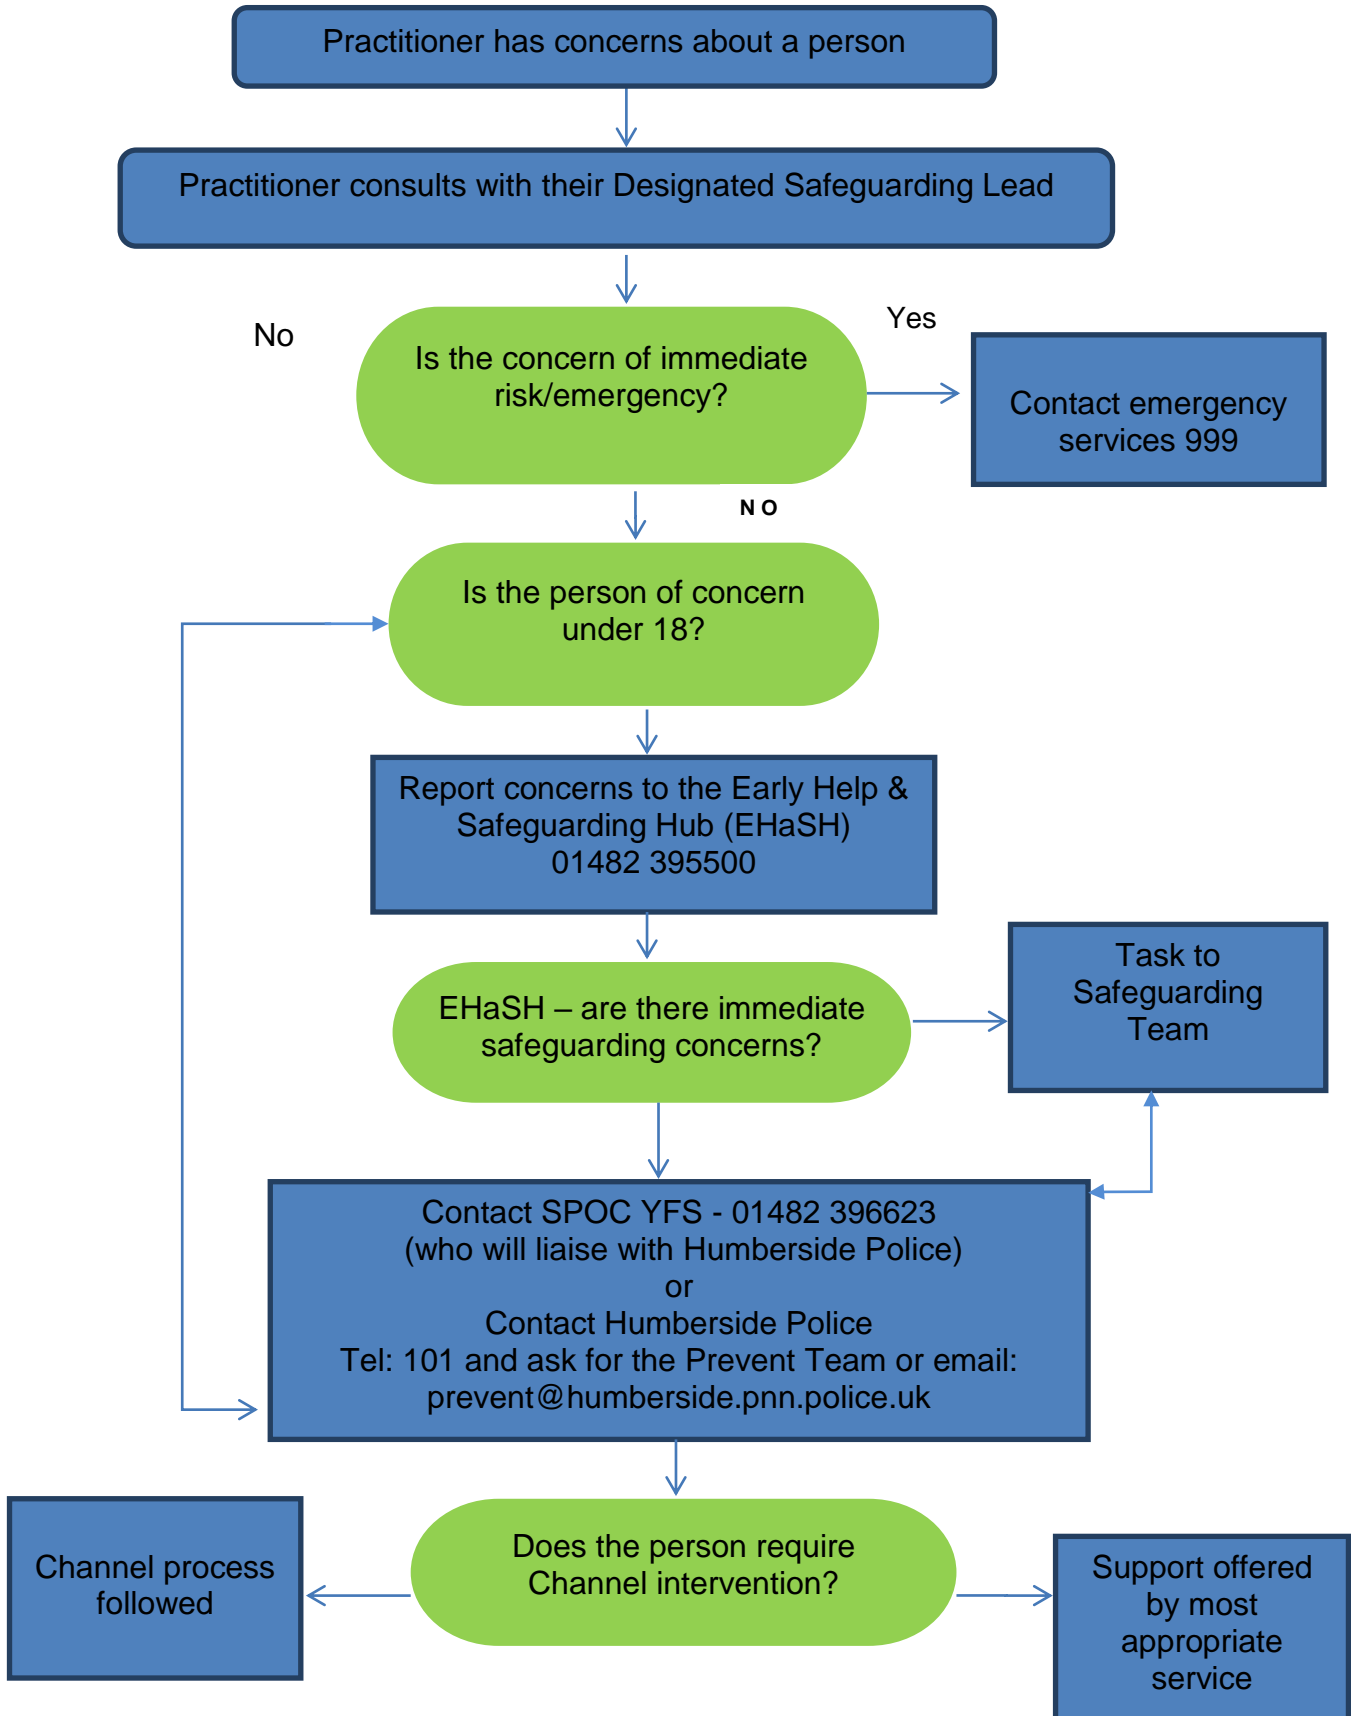 Practitioner has concerns about a person
Practitioner consults with their Designated Safeguarding Lead
No
Is the concern of immediate
risk/emergency?
Yes
Contact emergency
services 999
N O
Is the person of concern
under 18?
Report concerns to the Early Help &
Safeguarding Hub (EHaSH)
01482 395500
EHaSH – are there immediate
safeguarding concerns?
Task to
Safeguarding
Team
Contact SPOC YFS - 01482 396623
(who will liaise with Humberside Police)
or
Contact Humberside Police
Tel: 101 and ask for the Prevent Team or email:
prevent@humberside.pnn.police.uk
Channel process
followed
Does the person require
Channel intervention?
Support offered
by most
appropriate
service